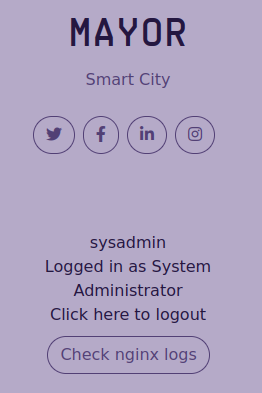 MAYOR
Smart City
sysadmin
Logged in as System
Administrator
Click here to logout
Check nginx logs